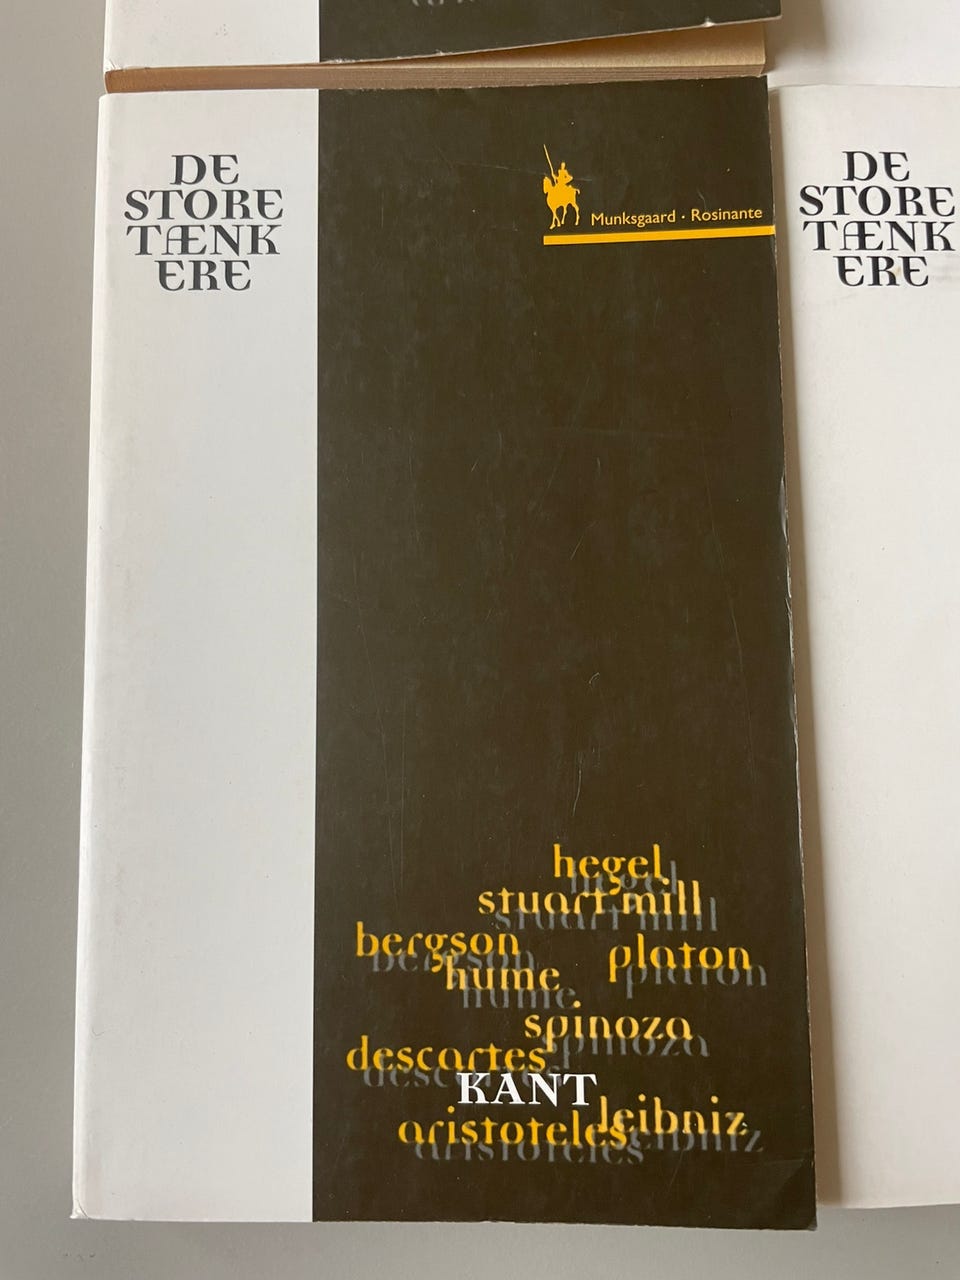 DE
STORE
TÆNK
ERE
Munksgaard · Rosinante
hegel
stuart mill
bergson
platon
hume
spinoza
descartes
KANT
leibniz
aristoteles
DE
STORE
TÆNK
ERE